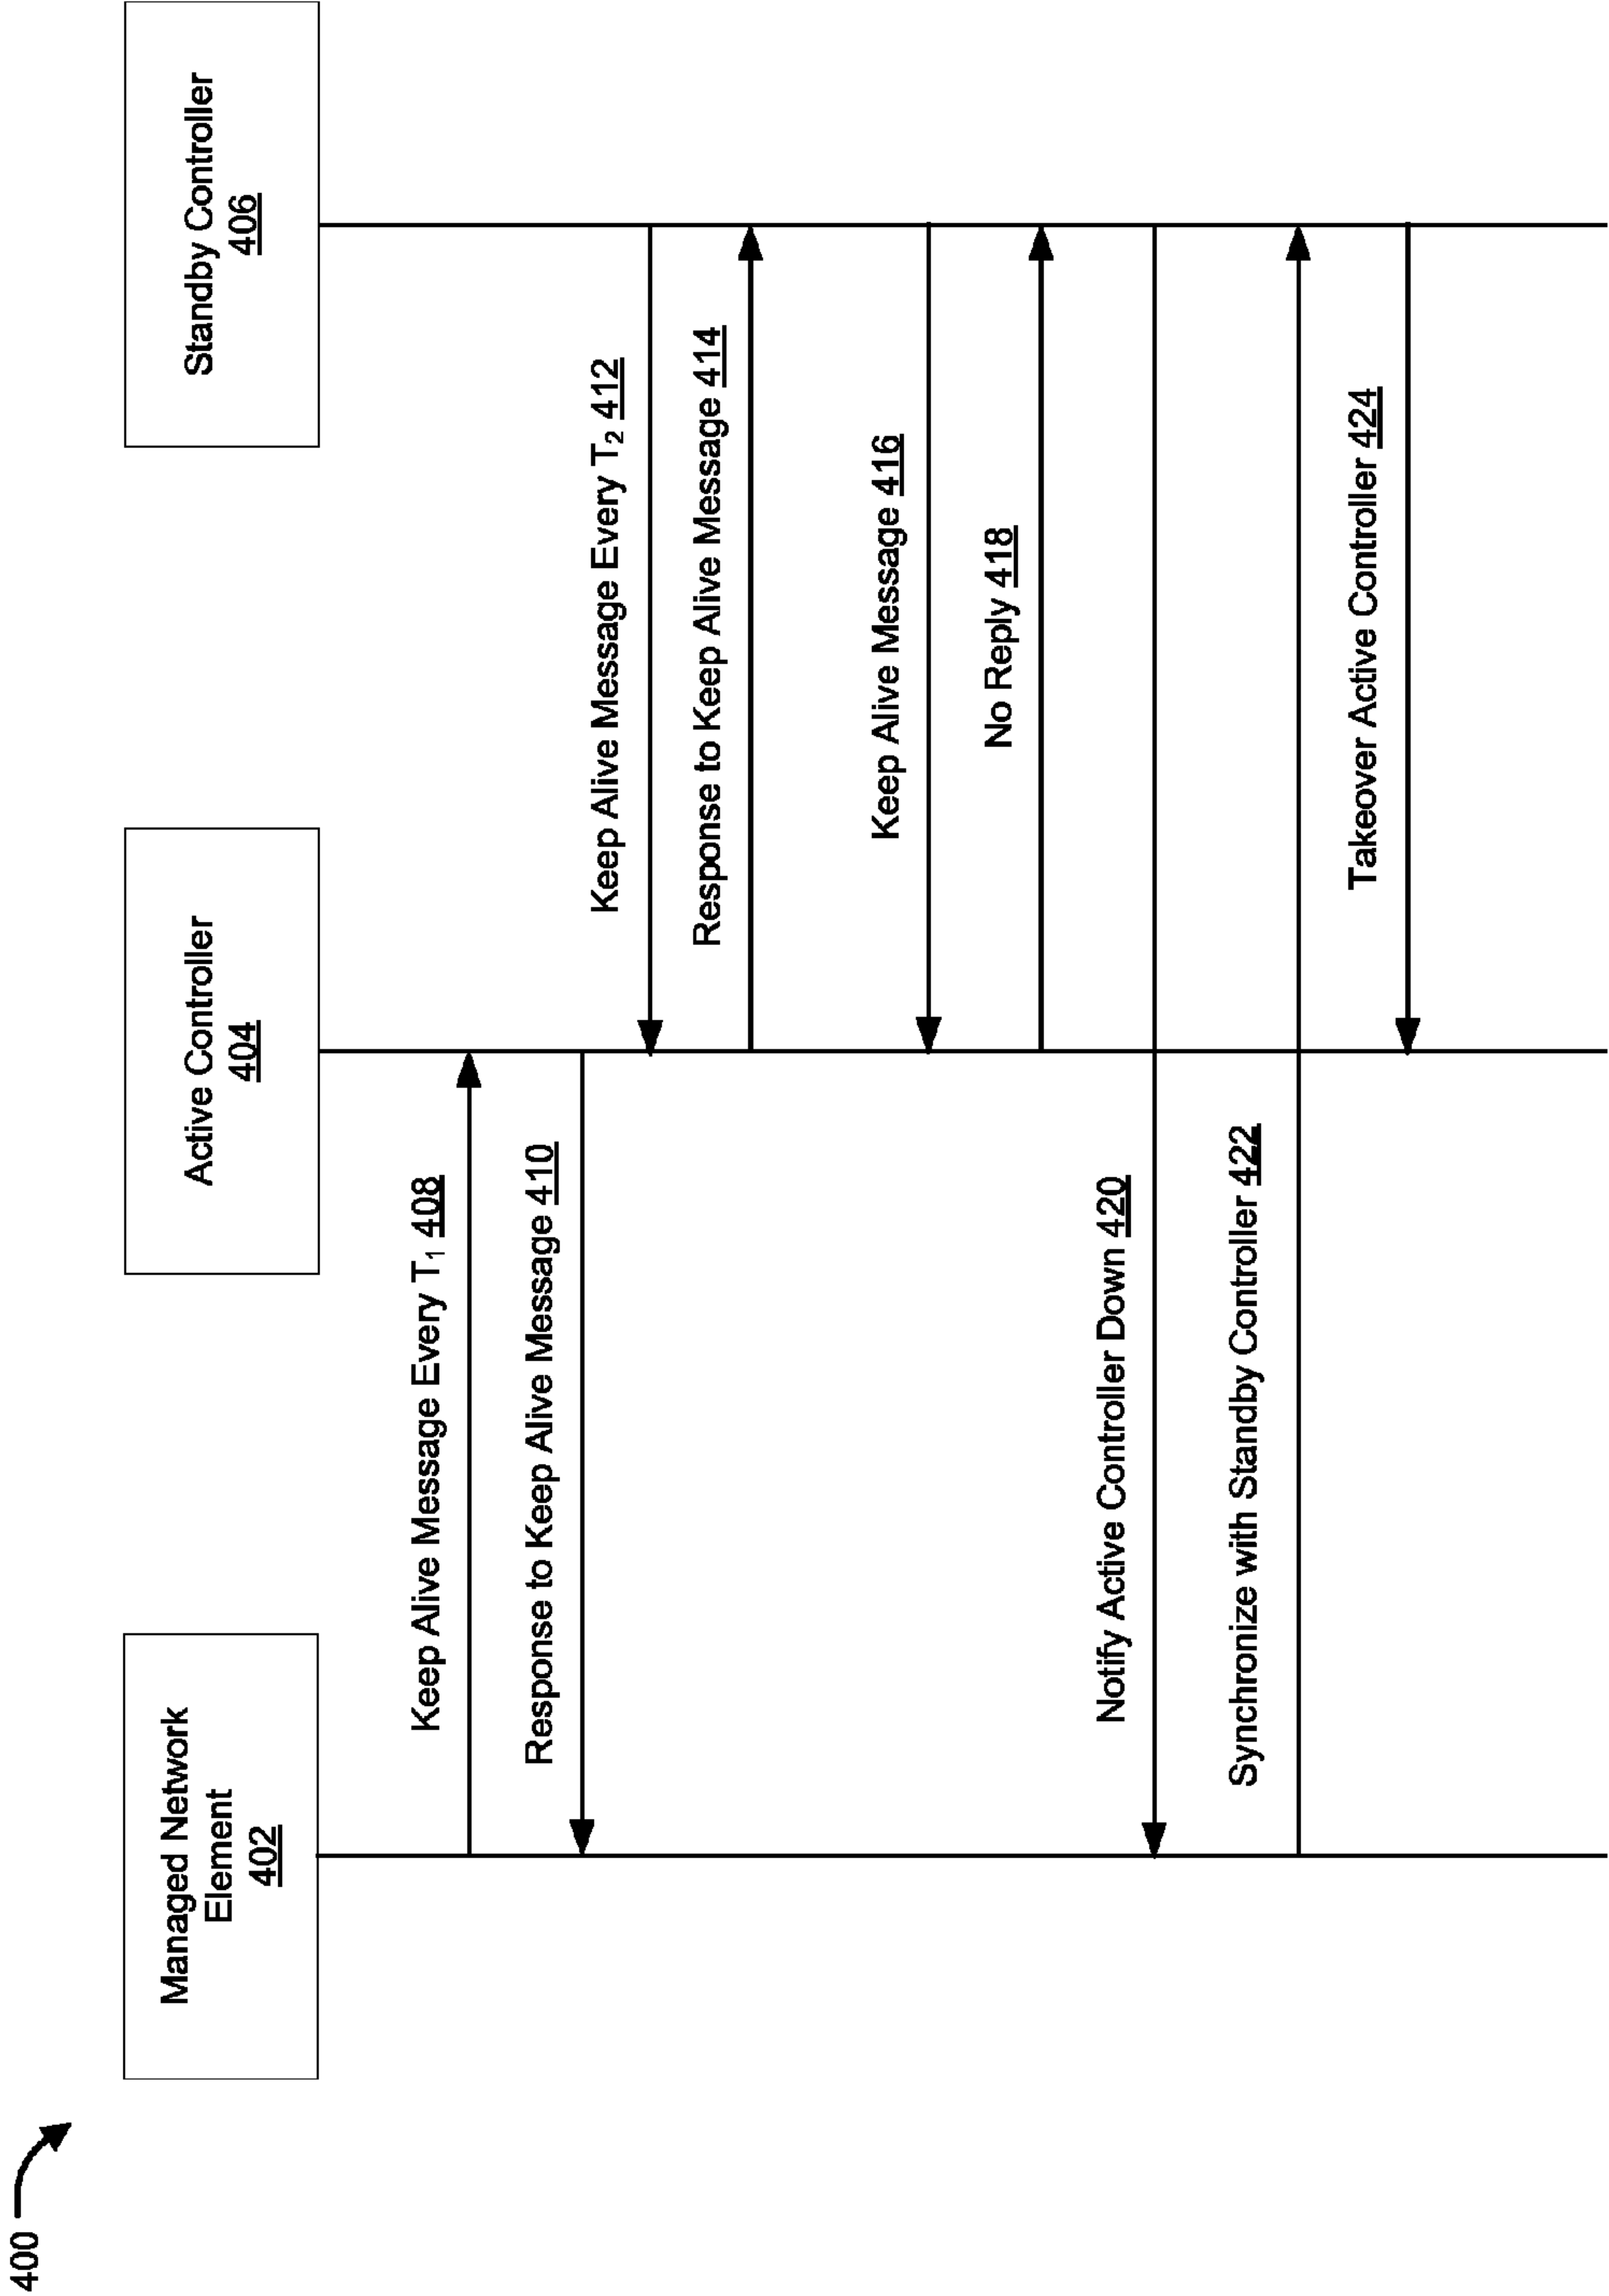 400
Managed Network
Element
402
Active Controller
404
Standby Controller
406
Keep Alive Message Every T₁ 408
Response to Keep Alive Message 410
Keep Alive Message Every T₂ 412
Response to Keep Alive Message 414
Keep Alive Message 416
No Reply 418
Notify Active Controller Down 420
Synchronize with Standby Controller 422
Takeover Active Controller 424